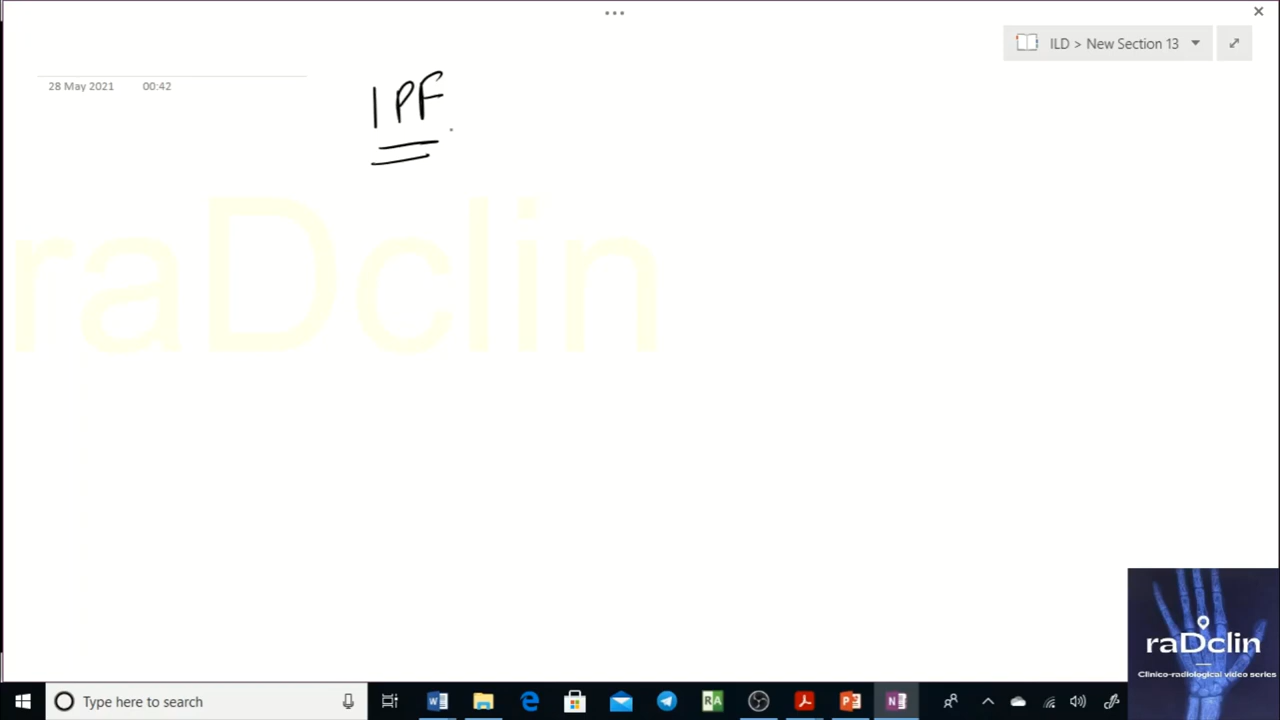 ILD > New Section 13
28 May 2021 00:42
IPF
raDclin
raDclin
Clinico-radiological video series
Type here to search